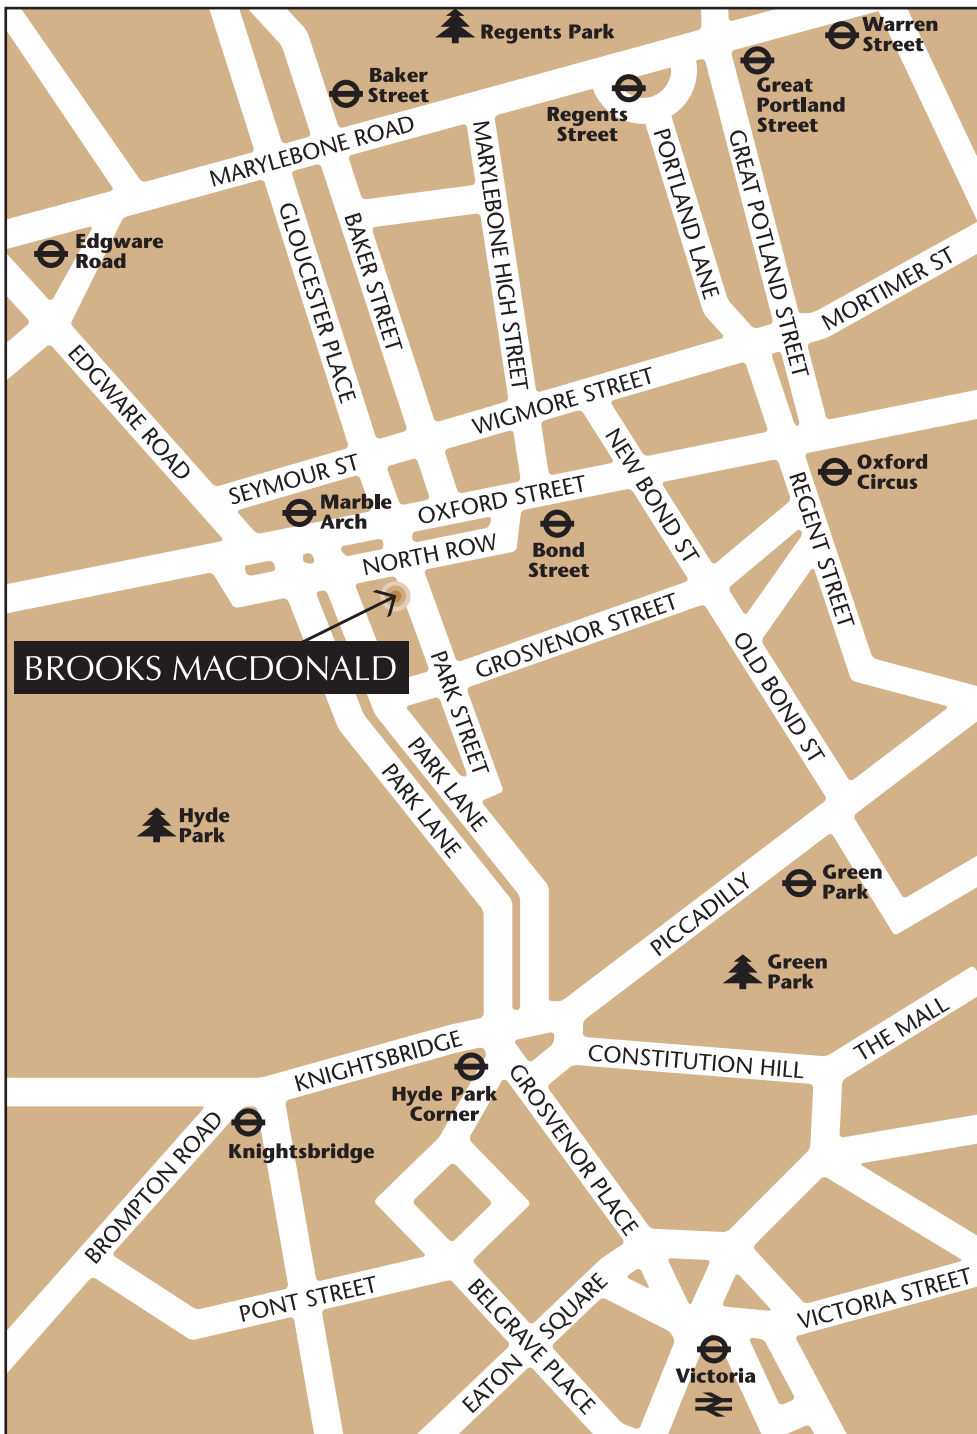 Regents Park
Warren
Street
Baker
Street
Great
Portland
Street
Regents
Street
MARYLEBONE ROAD
MARYLEBONE HIGH STREET
PORTLAND LANE
GREAT POTLAND STREET
Edgware
Road
GLOUCESTER PLACE
BAKER STREET
MORTIMER ST
EDGWARE ROAD
WIGMORE STREET
SEYMOUR ST
NEW BOND ST
Oxford
Circus
Marble
Arch
OXFORD STREET
REGENT STREET
NORTH ROW
Bond
Street
GROSVENOR STREET
BROOKS MACDONALD
PARK STREET
OLD BOND ST
PARK LANE
PARK LANE
Hyde
Park
Green
Park
PICCADILLY
Green
Park
THE MALL
KNIGHTSBRIDGE
CONSTITUTION HILL
Hyde Park
Corner
GROSVENOR PLACE
Knightsbridge
BROMPTON ROAD
PONT STREET
BELGRAVE PLACE
EATON SQUARE
VICTORIA STREET
Victoria